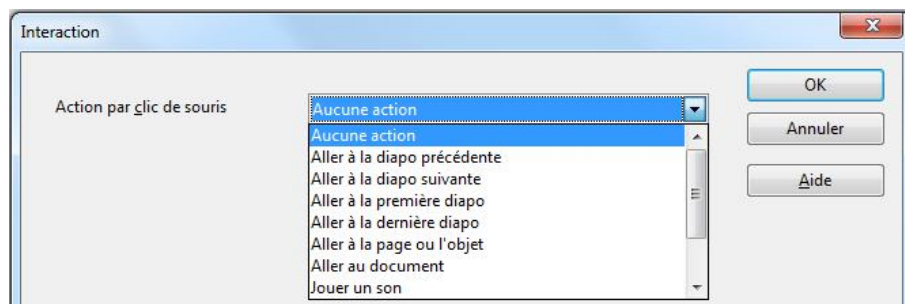 Interaction
Action par clic de souris
Aucune action
OK
Aucune action
Annuler
Aller à la diapo précédente
Aller à la diapo suivante
Aide
Aller à la première diapo
Aller à la dernière diapo
Aller à la page ou l'objet
Aller au document
Jouer un son